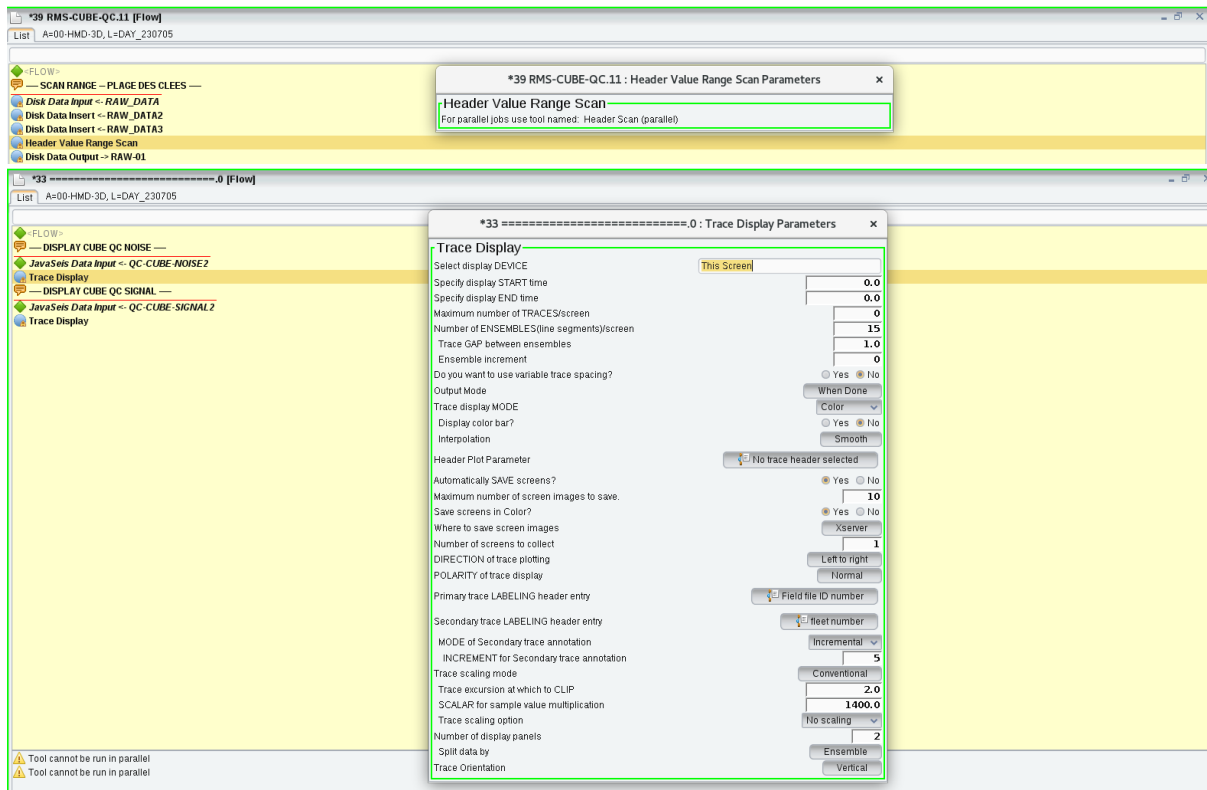 *39 RMS-CUBE-QC.11 [Flow]
List A=00-HMD-3D, L=DAY_230705
<FLOW>
---- SCAN RANGE -- PLAGE DES CLEES ----
Disk Data Input <- RAW_DATA
Disk Data Insert <- RAW_DATA2
Disk Data Insert <- RAW_DATA3
Header Value Range Scan
Disk Data Output -> RAW-01
*39 RMS-CUBE-QC.11 : Header Value Range Scan Parameters ×
Header Value Range Scan
For parallel jobs use tool named: Header Scan (parallel)
*33 ===========================.0 [Flow]
List A=00-HMD-3D, L=DAY_230705
<FLOW>
---- DISPLAY CUBE QC NOISE ----
JavaSeis Data Input <- QC-CUBE-NOISE2
Trace Display
---- DISPLAY CUBE QC SIGNAL ----
JavaSeis Data Input <- QC-CUBE-SIGNAL2
Trace Display
*33 ===========================.0 : Trace Display Parameters ×
Trace Display
Select display DEVICE This Screen
Specify display START time 0.0
Specify display END time 0.0
Maximum number of TRACES/screen 0
Number of ENSEMBLES(line segments)/screen 15
Trace GAP between ensembles 1.0
Ensemble increment 0
Do you want to use variable trace spacing? Yes No
Output Mode When Done
Trace display MODE Color
Display color bar? Yes No
Interpolation Smooth
Header Plot Parameter No trace header selected
Automatically SAVE screens? Yes No
Maximum number of screen images to save. 10
Save screens in Color? Yes No
Where to save screen images Xserver
Number of screens to collect 1
DIRECTION of trace plotting Left to right
POLARITY of trace display Normal
Primary trace LABELING header entry Field file ID number
Secondary trace LABELING header entry fleet number
MODE of Secondary trace annotation Incremental
INCREMENT for Secondary trace annotation 5
Trace scaling mode Conventional
Trace excursion at which to CLIP 2.0
SCALAR for sample value multiplication 1400.0
Trace scaling option No scaling
Number of display panels 2
Split data by Ensemble
Trace Orientation Vertical
Tool cannot be run in parallel
Tool cannot be run in parallel